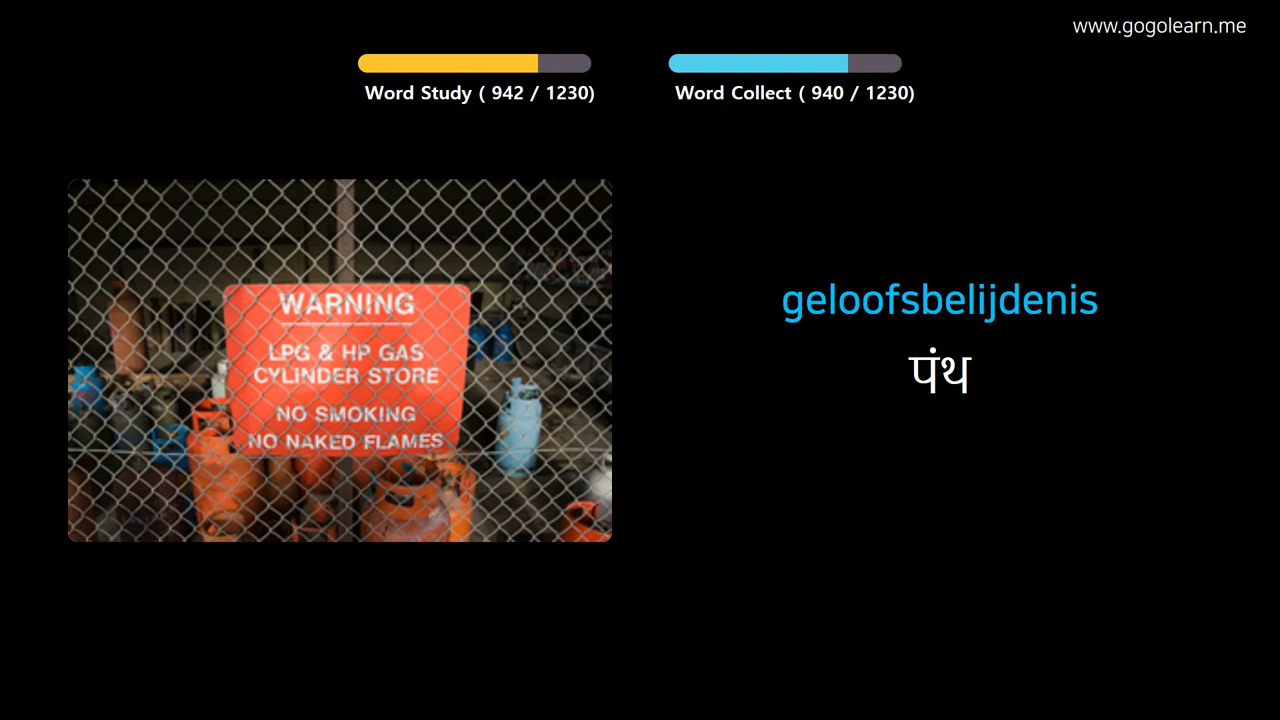 www.gogolearn.me
Word Study ( 942 / 1230)
Word Collect ( 940 / 1230)
WARNING
LPG & HP GAS
CYLINDER STORE
NO SMOKING
NO NAKED FLAMES
geloofsbelijdenis
पंथ